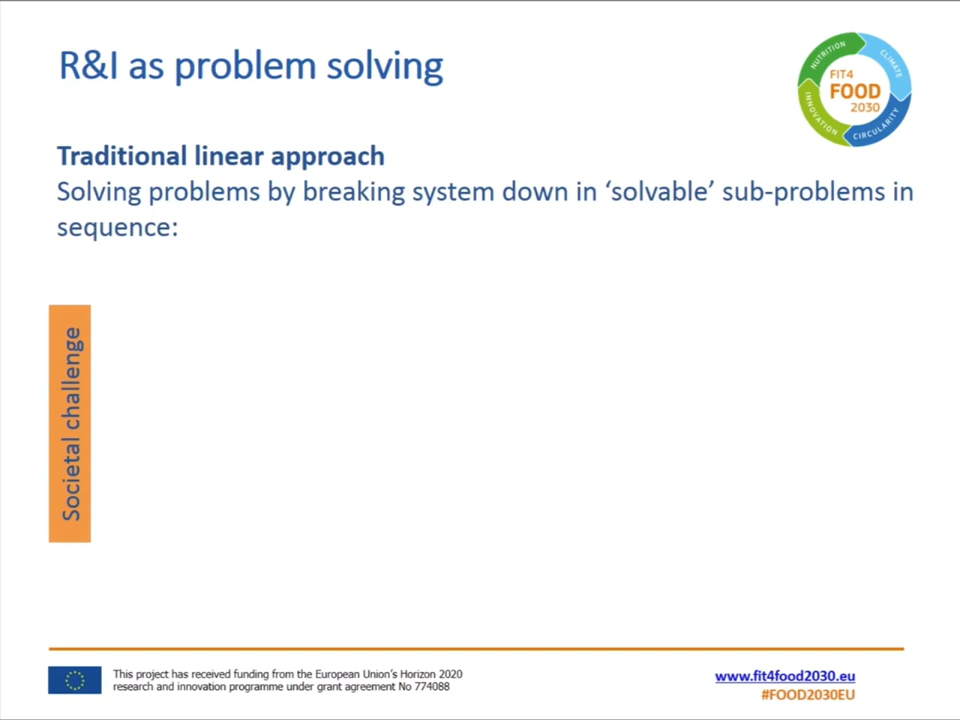 R&I as problem solving
NUTRITION
CLIMATE
CIRCULARITY
INNOVATION
FIT4
FOOD
2030
Traditional linear approach
Solving problems by breaking system down in ‘solvable’ sub-problems in
sequence:
Societal challenge
This project has received funding from the European Union’s Horizon 2020
research and innovation programme under grant agreement No 774088
www.fit4food2030.eu
#FOOD2030EU